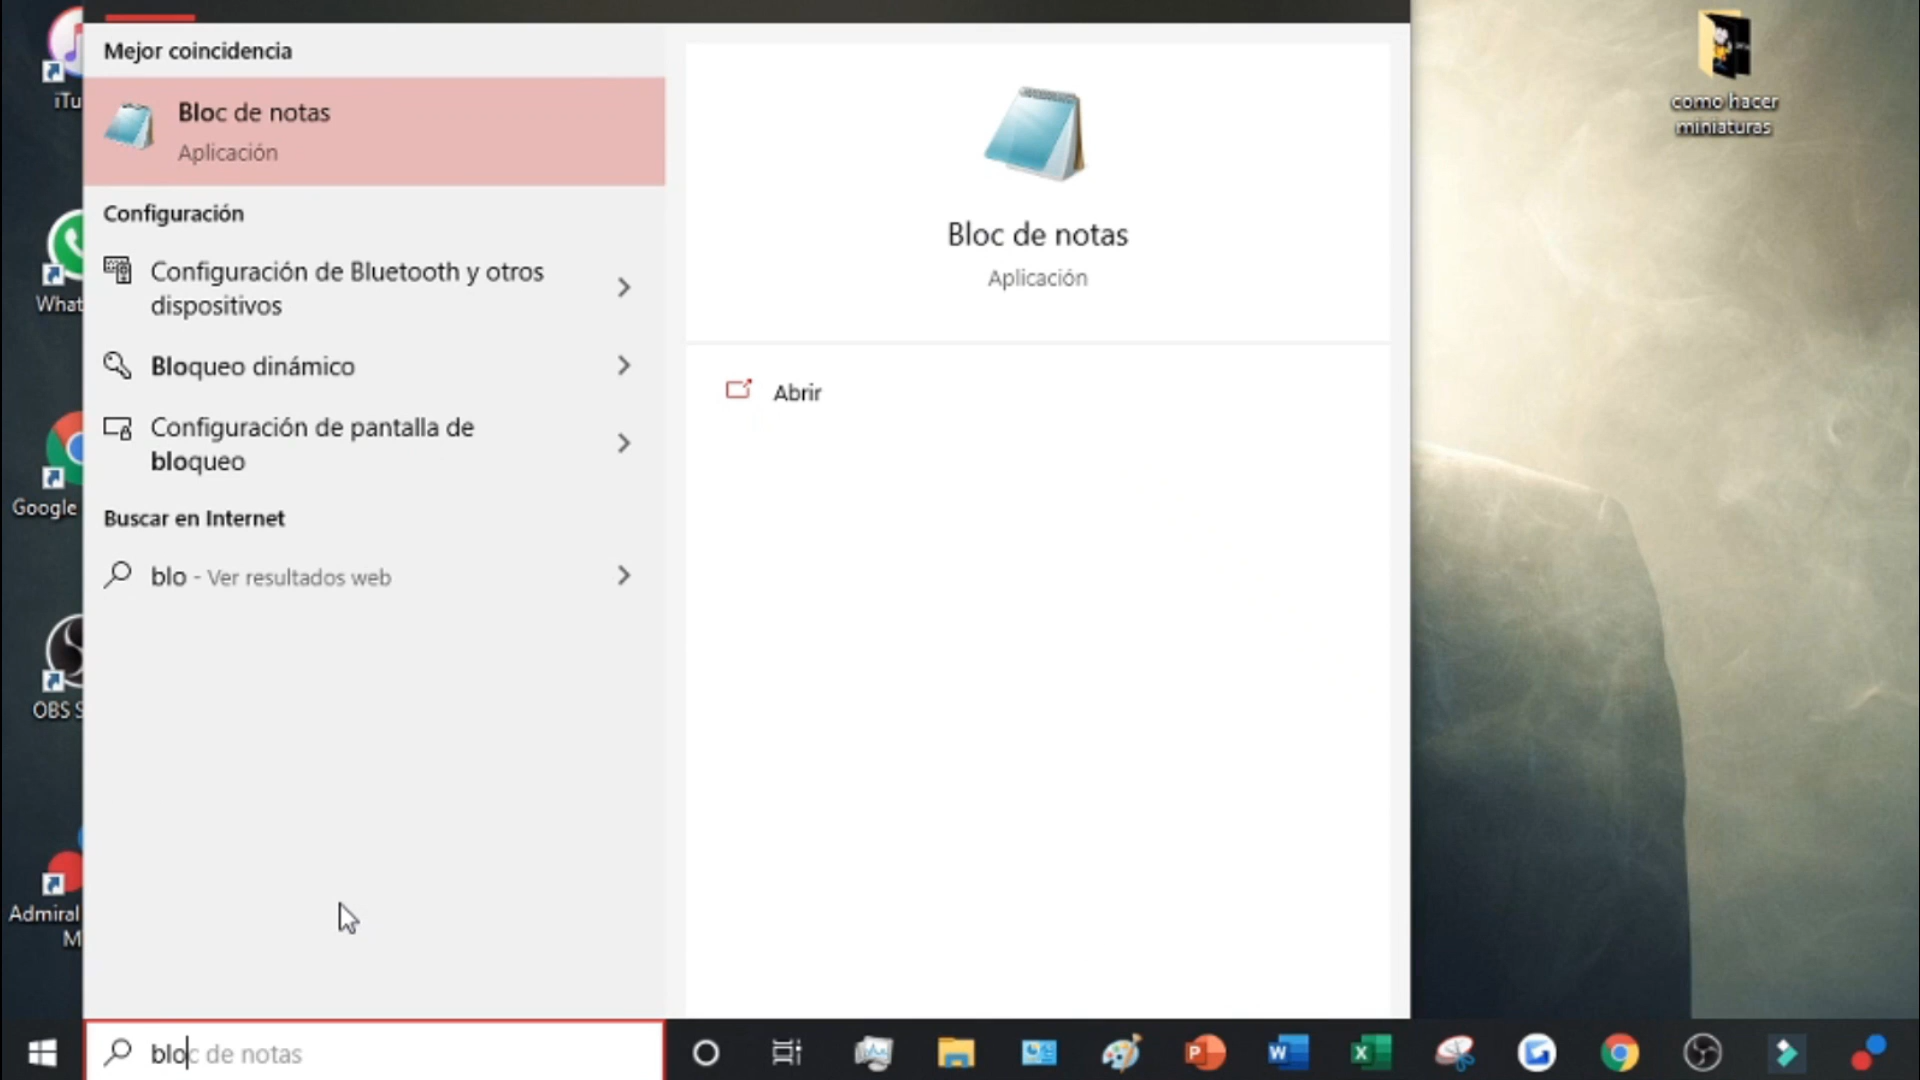 Mejor coincidencia
Bloc de notas
Aplicación
Configuración
Configuración de Bluetooth y otros
dispositivos
Bloqueo dinámico
Configuración de pantalla de
bloqueo
Buscar en Internet
blo - Ver resultados web
Bloc de notas
Aplicación
Abrir
iTu
What
Google
OBS S
Admiral
M
como hacer
miniaturas
bloc de notas